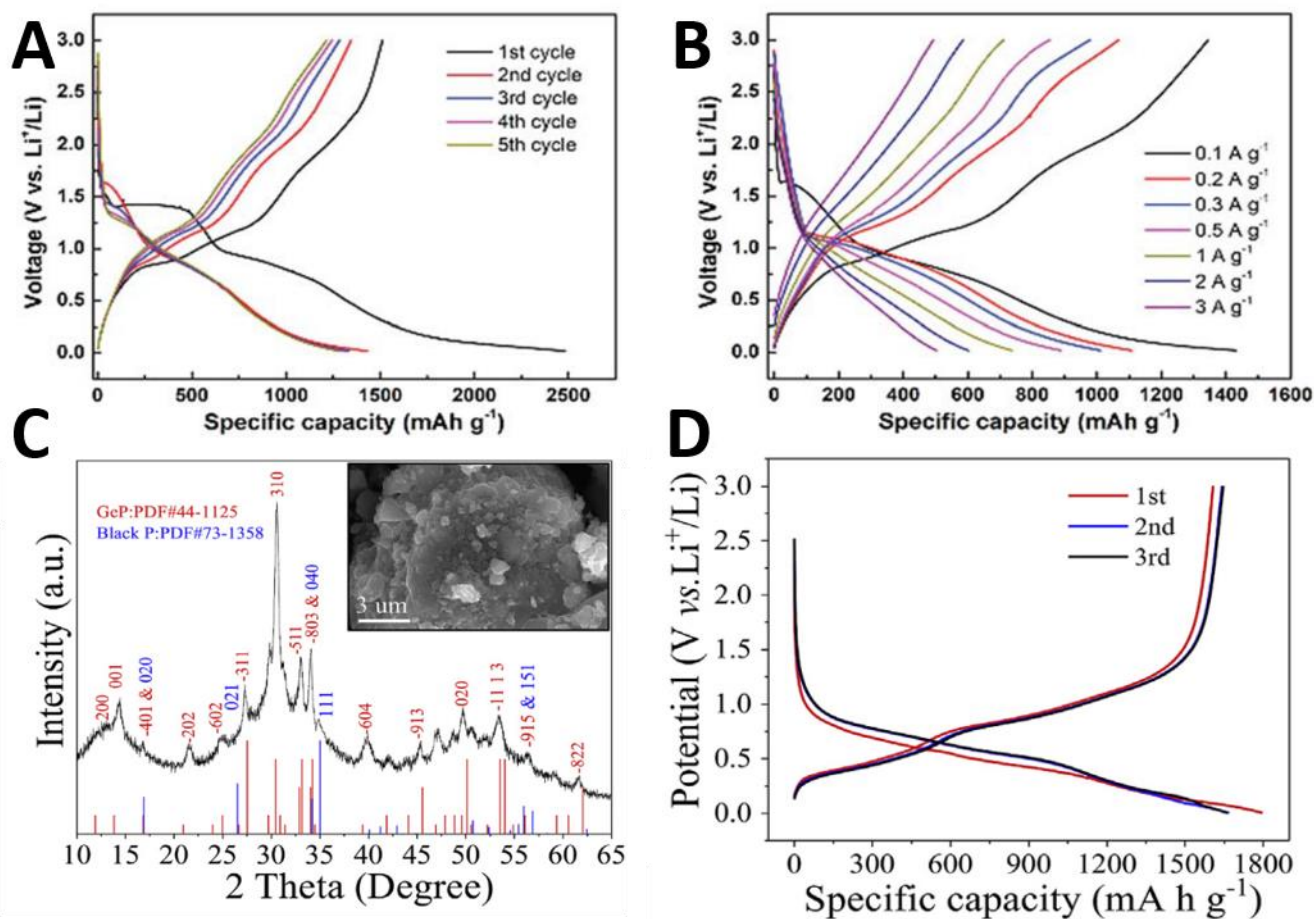 A
3.0
2.5
2.0
1.5
1.0
0.5
0.0
Voltage (V vs. Li⁺/Li)
1st cycle
2nd cycle
3rd cycle
4th cycle
5th cycle
0 500 1000 1500 2000 2500
Specific capacity (mAh g⁻¹)
B
3.0
2.5
2.0
1.5
1.0
0.5
0.0
Voltage (V vs. Li⁺/Li)
0.1 A g⁻¹
0.2 A g⁻¹
0.3 A g⁻¹
0.5 A g⁻¹
1 A g⁻¹
2 A g⁻¹
3 A g⁻¹
0 200 400 600 800 1000 1200 1400 1600
Specific capacity (mAh g⁻¹)
C
GeP:PDF#44-1125
Black P:PDF#73-1358
Intensity (a.u.)
200
001
-401 & 020
-202
-602
021
-311
310
-511
-803 & 040
111
-604
-913
020
-11 1 3
-915 & 151
-822
3 um
10 15 20 25 30 35 40 45 50 55 60 65
2 Theta (Degree)
D
3.0
2.5
2.0
1.5
1.0
0.5
0.0
Potential (V vs.Li⁺/Li)
1st
2nd
3rd
0 300 600 900 1200 1500 1800
Specific capacity (mA h g⁻¹)